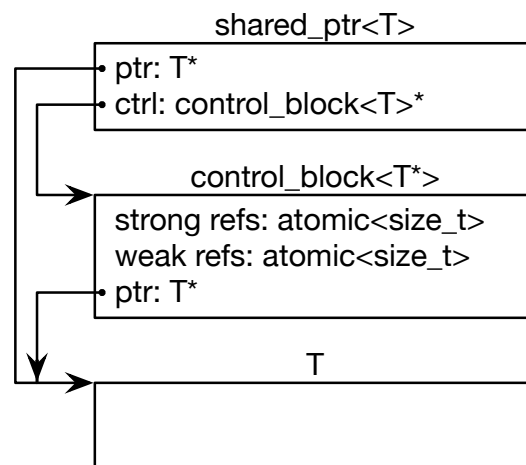 shared_ptr<T>
ptr: T*
ctrl: control_block<T>*
control_block<T*>
strong refs: atomic<size_t>
weak refs: atomic<size_t>
ptr: T*
T